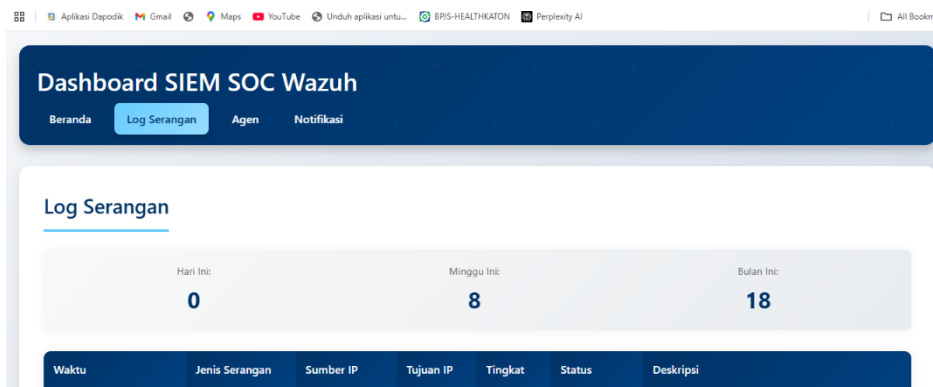 Aplikasi Dapodik Gmail Maps YouTube Unduh aplikasi untu... BPJS-HEALTHKATON Perplexity AI All Bookm
Dashboard SIEM SOC Wazuh
Beranda Log Serangan Agen Notifikasi
Log Serangan
Hari Ini: Minggu Ini: Bulan Ini:
0 8 18
Waktu Jenis Serangan Sumber IP Tujuan IP Tingkat Status Deskripsi